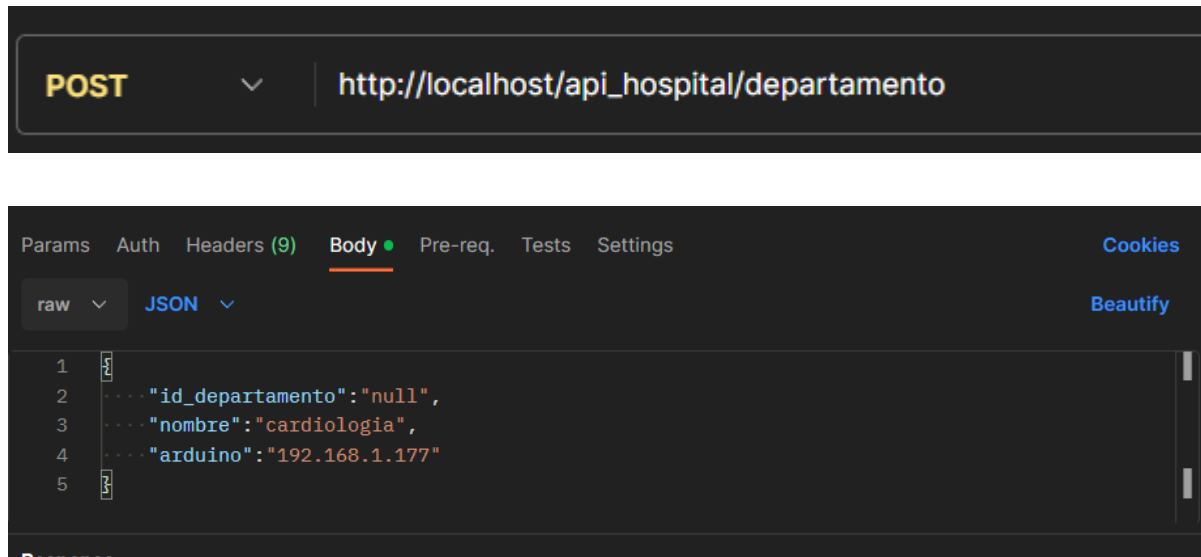 POST http://localhost/api_hospital/departamento
Params Auth Headers (9) Body Pre-req. Tests Settings Cookies
raw JSON Beautify
1 {
2 "id_departamento":"null",
3 "nombre":"cardiologia",
4 "arduino":"192.168.1.177"
5 }